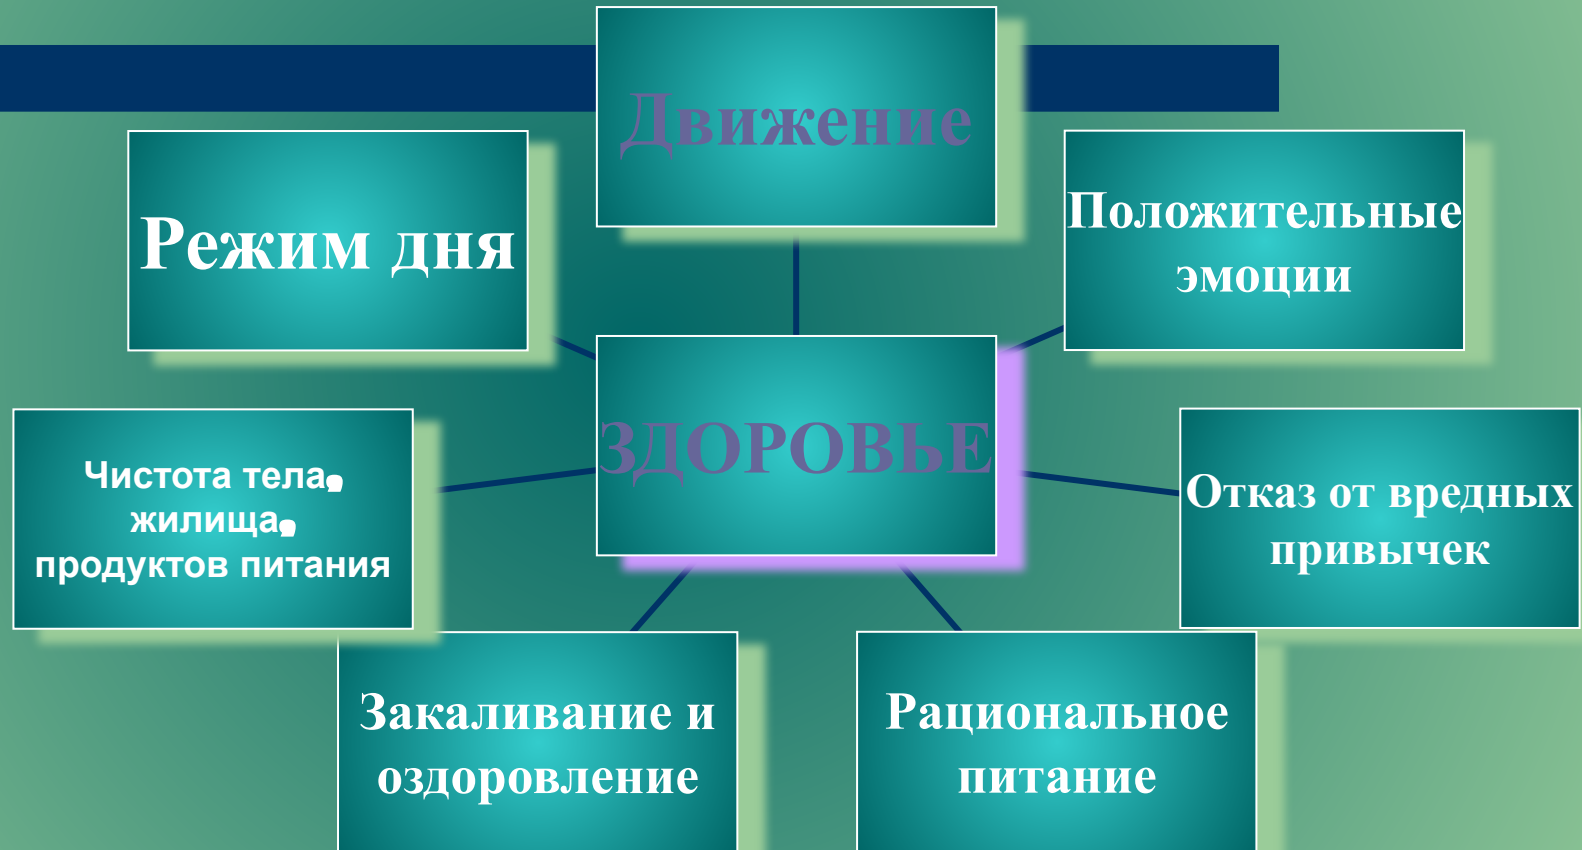 Движение
Режим дня
Положительные
эмоции
ЗДОРОВЬЕ
Чистота тела,
жилища,
продуктов питания
Отказ от вредных
привычек
Закаливание и
оздоровление
Рациональное
питание